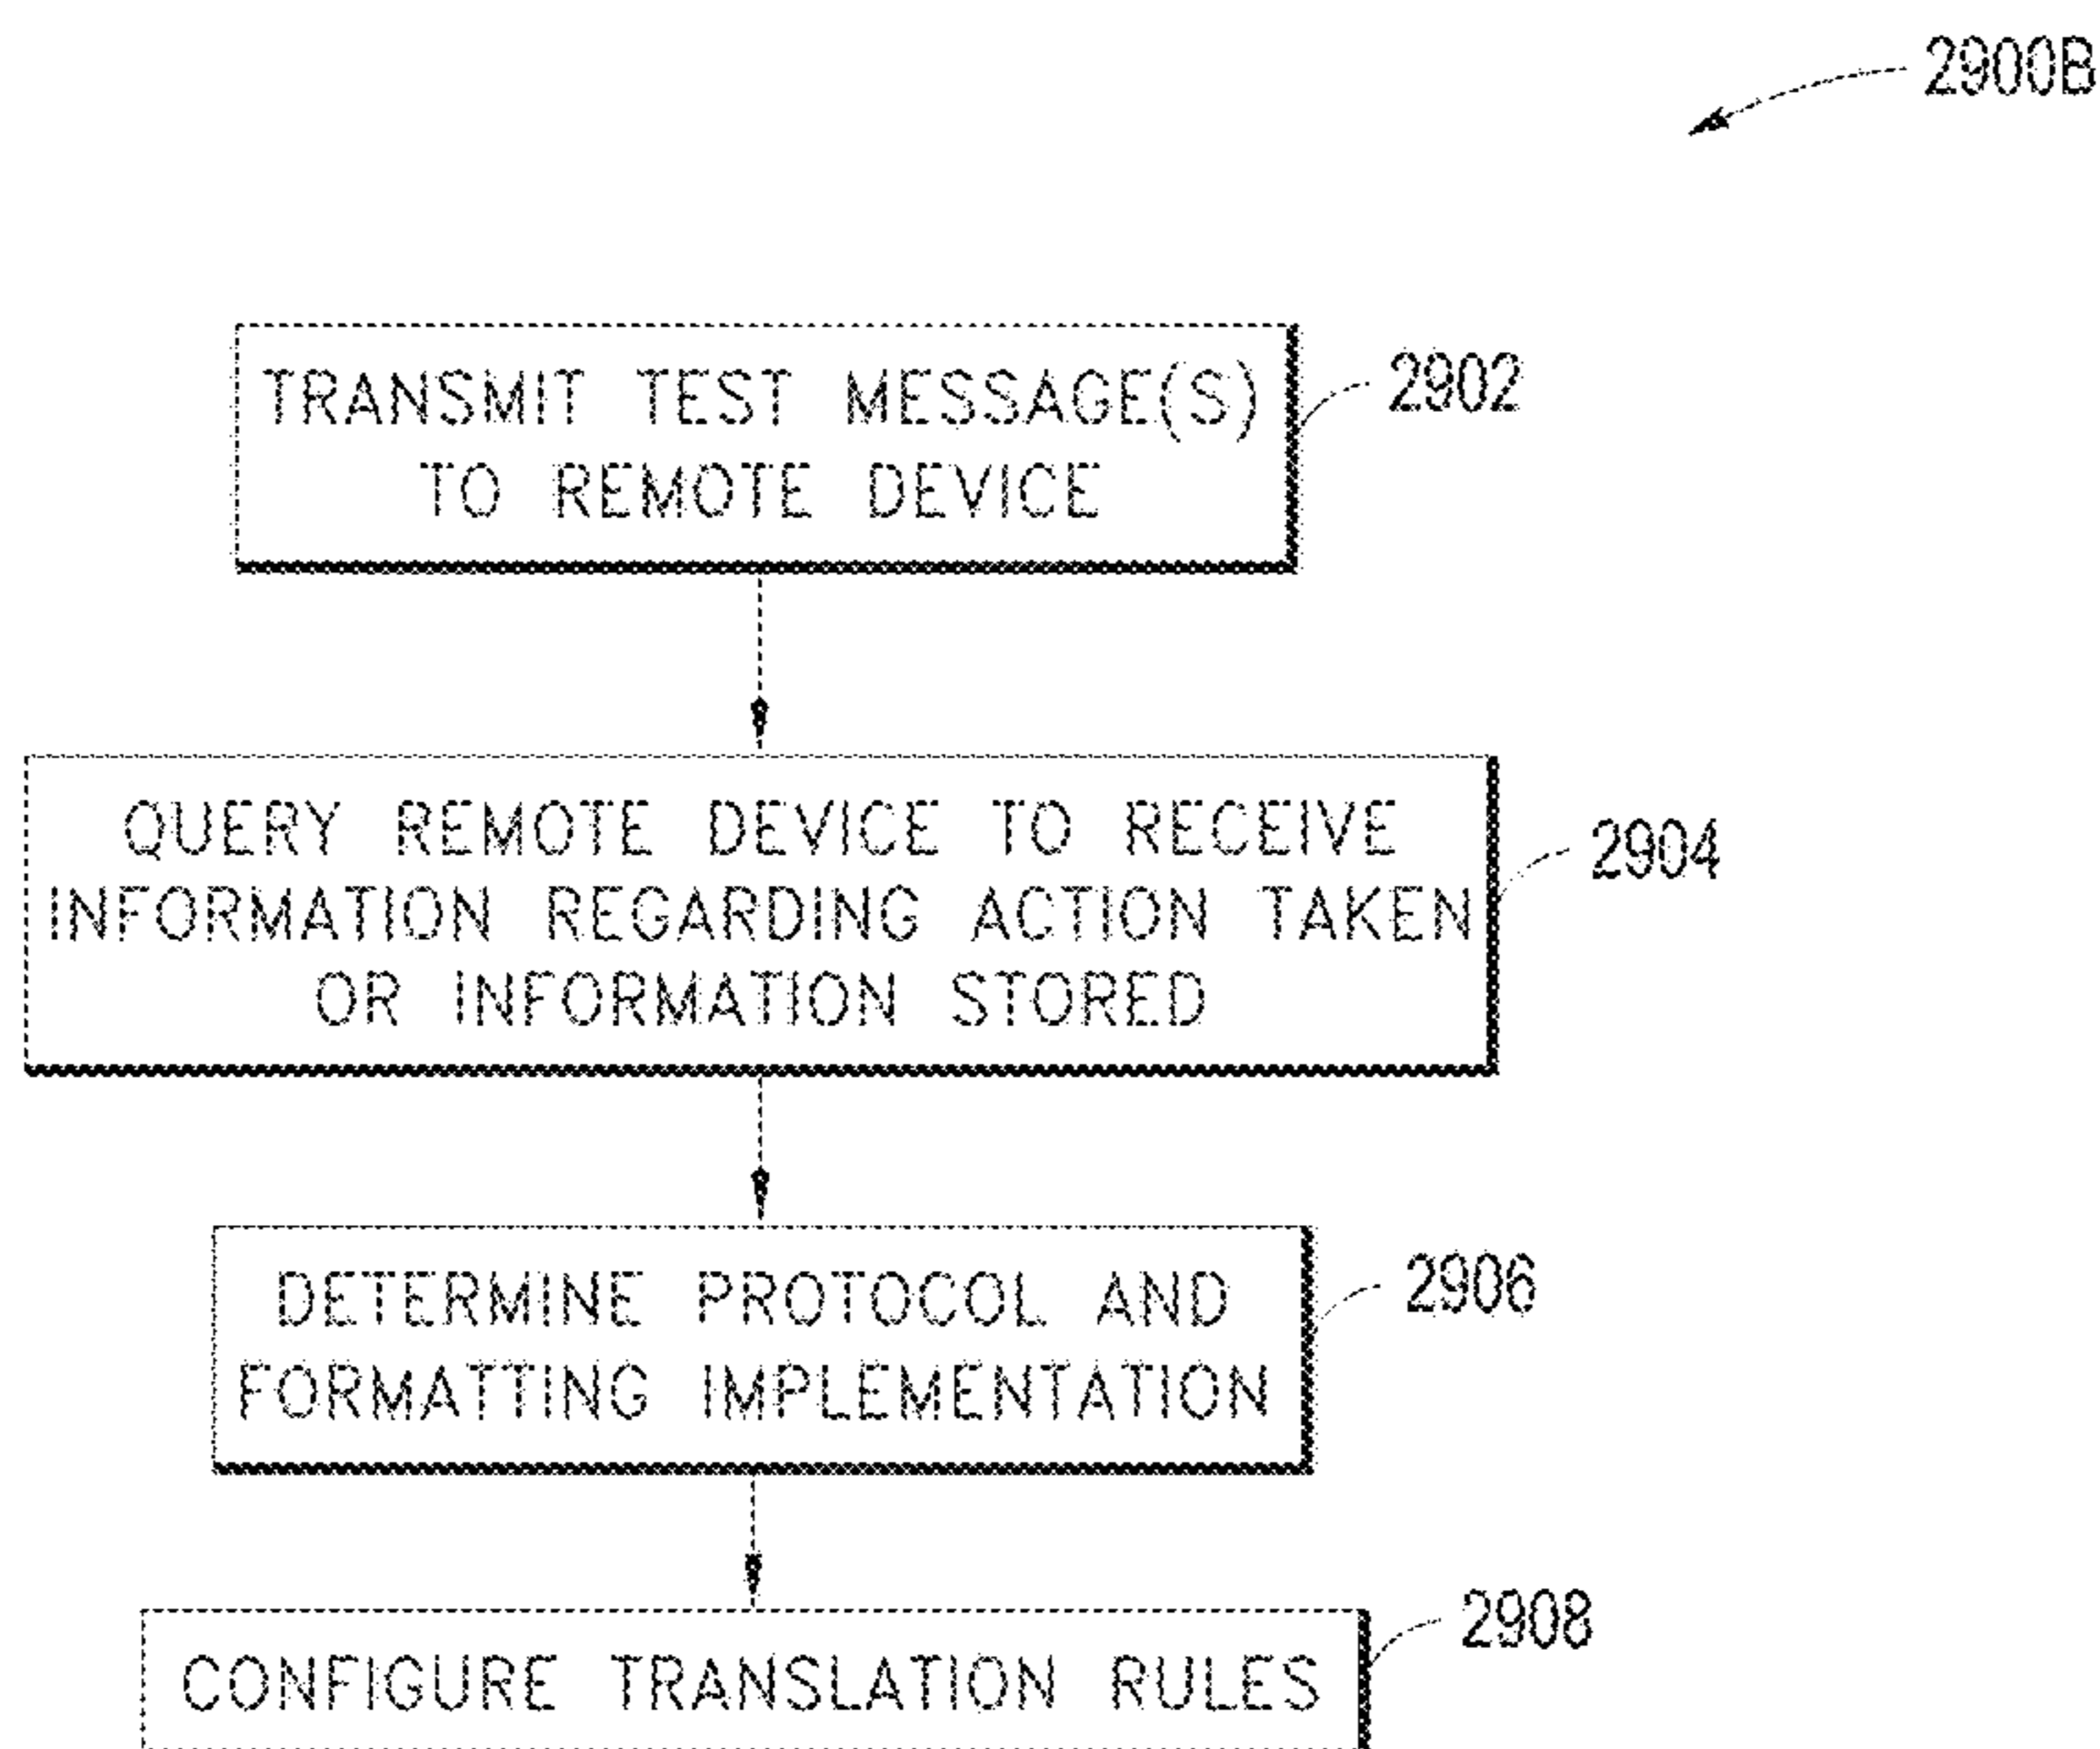 2900B
TRANSMIT TEST MESSAGE(S)
TO REMOTE DEVICE
2902
QUERY REMOTE DEVICE TO RECEIVE
INFORMATION REGARDING ACTION TAKEN
OR INFORMATION STORED
2904
DETERMINE PROTOCOL AND
FORMATTING IMPLEMENTATION
2906
CONFIGURE TRANSLATION RULES
2908